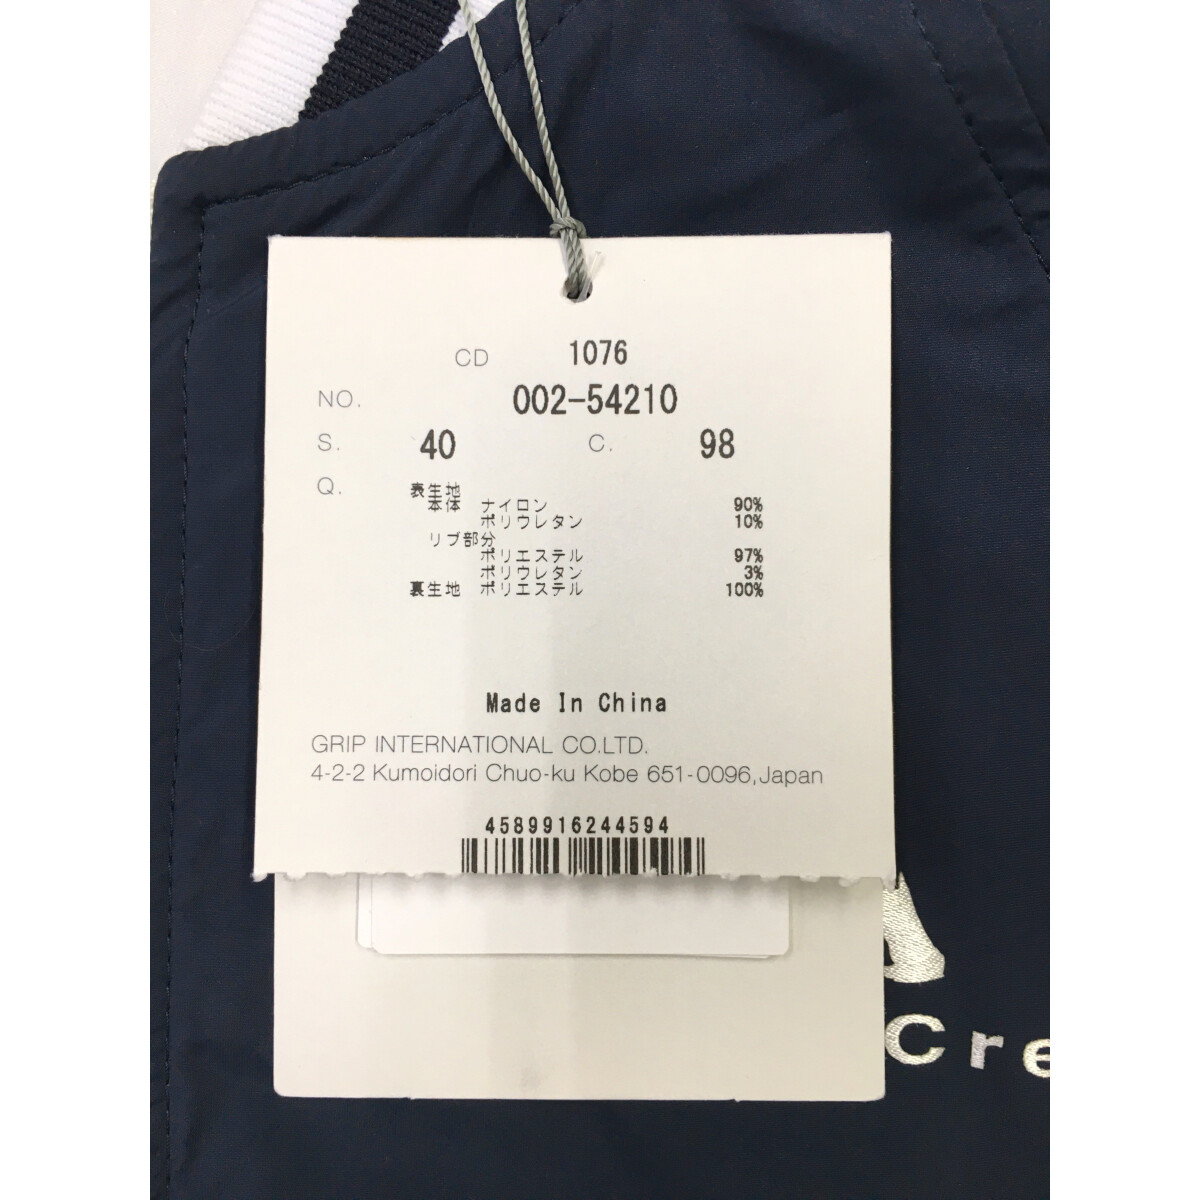 CD 1076
NO. 002-54210
S. 40 C. 98
Q. 表生地
本体 ナイロン 90%
ポリウレタン 10%
リブ部分
ポリエステル 97%
ポリウレタン 3%
裏生地 ポリエステル 100%
Made In China
GRIP INTERNATIONAL CO.LTD.
4-2-2 Kumoidori Chuo-ku Kobe 651-0096,Japan
4589916244594
Cre